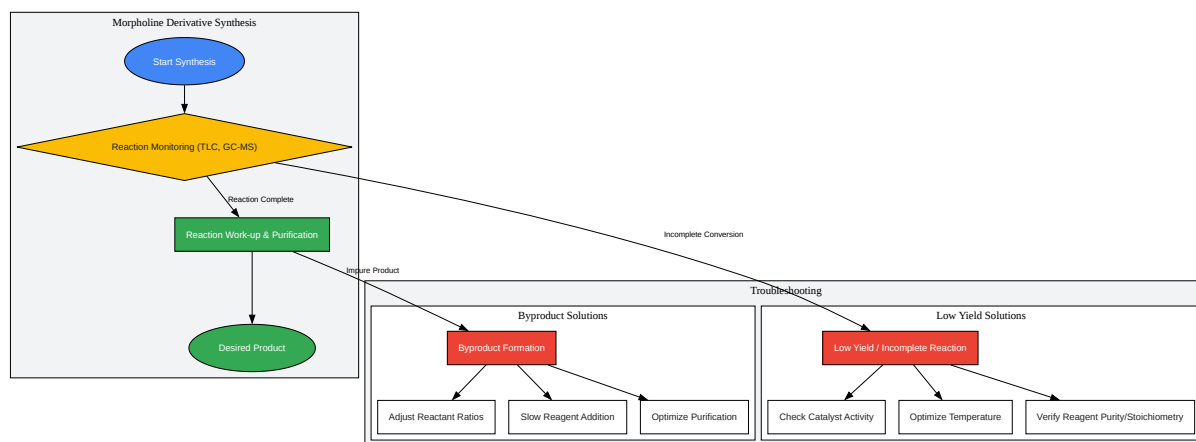 Morpholine Derivative Synthesis
Start Synthesis
Reaction Monitoring (TLC, GC-MS)
Reaction Complete
Reaction Work-up & Purification
Incomplete Conversion
Impure Product
Desired Product
Troubleshooting
Byproduct Solutions
Byproduct Formation
Adjust Reactant Ratios
Slow Reagent Addition
Optimize Purification
Low Yield Solutions
Low Yield / Incomplete Reaction
Check Catalyst Activity
Optimize Temperature
Verify Reagent Purity/Stoichiometry